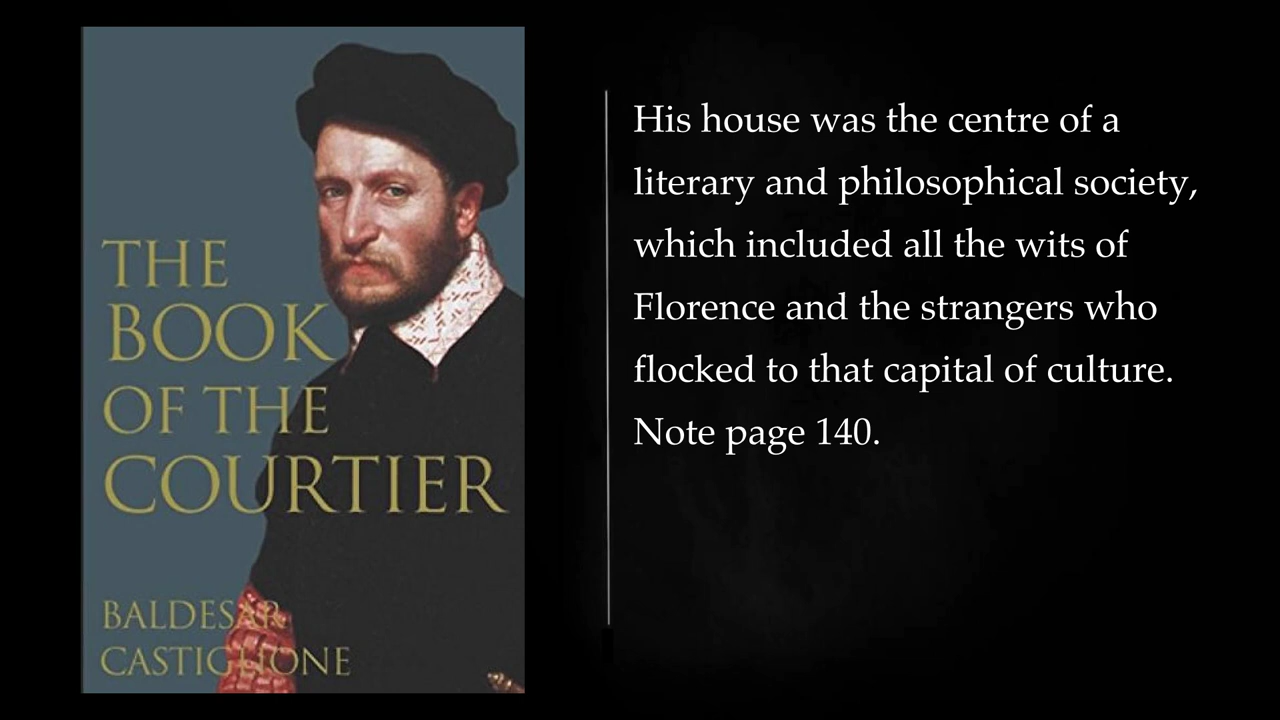 THE
BOOK
OF THE
COURTIER
BALDESAR
CASTIGLIONE
His house was the centre of a
literary and philosophical society,
which included all the wits of
Florence and the strangers who
flocked to that capital of culture.
Note page 140.